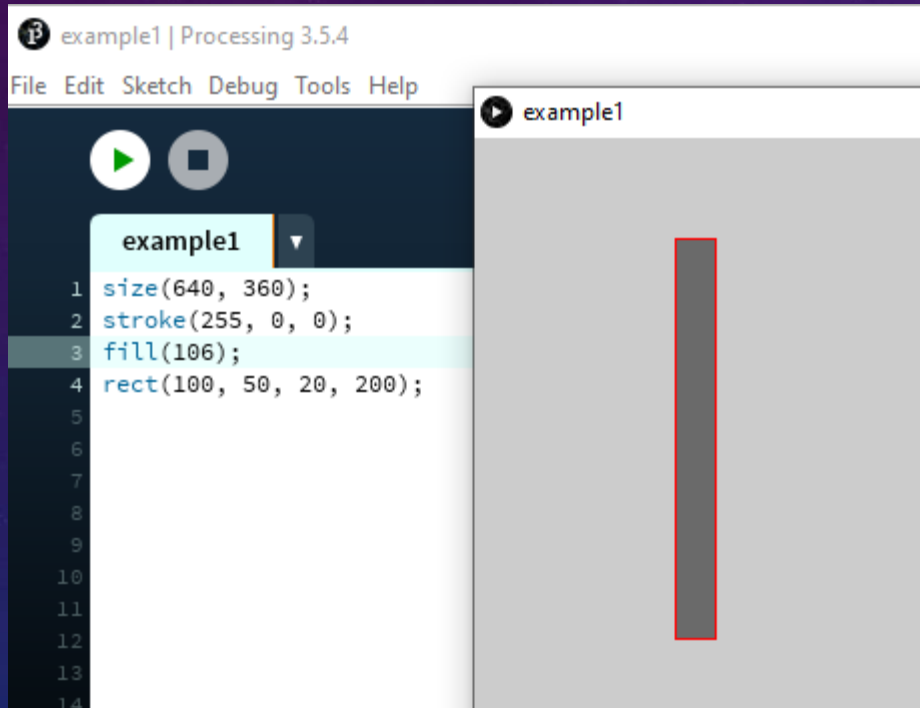 example1 | Processing 3.5.4
File Edit Sketch Debug Tools Help
example1
example1
1 size(640, 360);
2 stroke(255, 0, 0);
3 fill(106);
4 rect(100, 50, 20, 200);
5
6
7
8
9
10
11
12
13
14